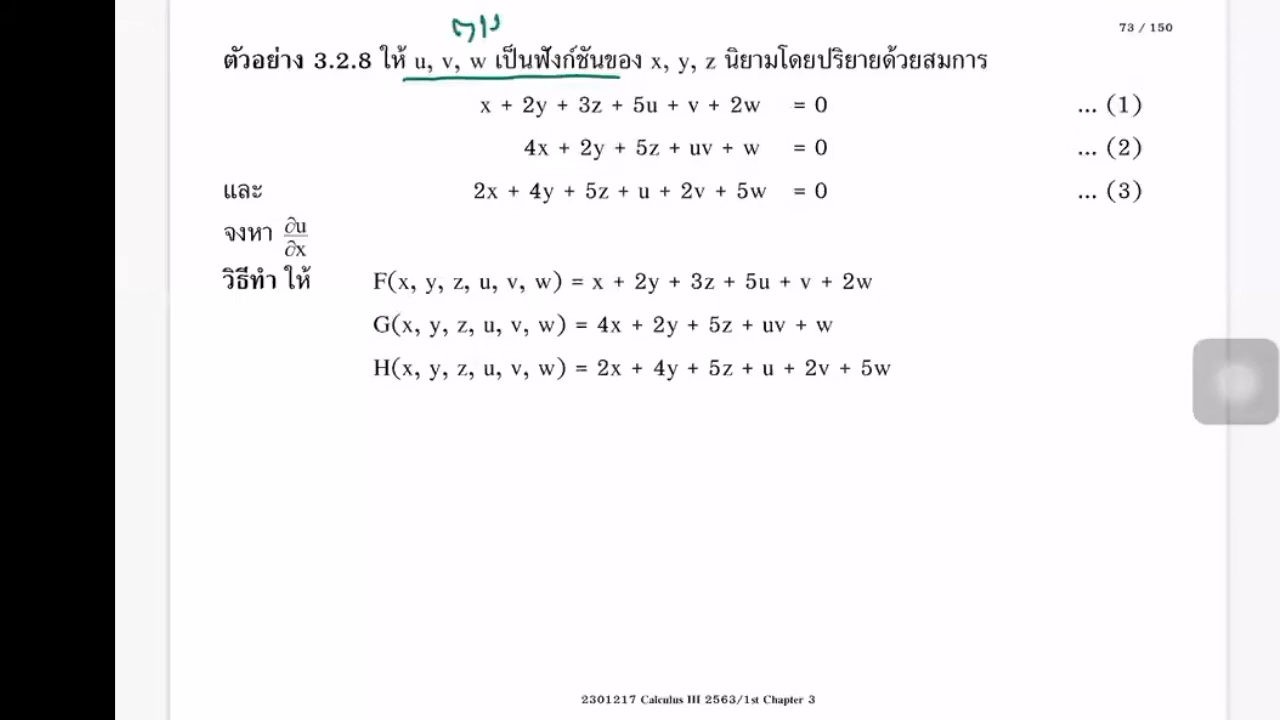 73 / 150
ตาม
ตัวอย่าง 3.2.8 ให้ u, v, w เป็นฟังก์ชันของ x, y, z นิยามโดยปริยายด้วยสมการ
x + 2y + 3z + 5u + v + 2w = 0 ... (1)
4x + 2y + 5z + uv + w = 0 ... (2)
และ 2x + 4y + 5z + u + 2v + 5w = 0 ... (3)
จงหา ∂u/∂x
วิธีทำ ให้ F(x, y, z, u, v, w) = x + 2y + 3z + 5u + v + 2w
G(x, y, z, u, v, w) = 4x + 2y + 5z + uv + w
H(x, y, z, u, v, w) = 2x + 4y + 5z + u + 2v + 5w
2301217 Calculus III 2563/1st Chapter 3